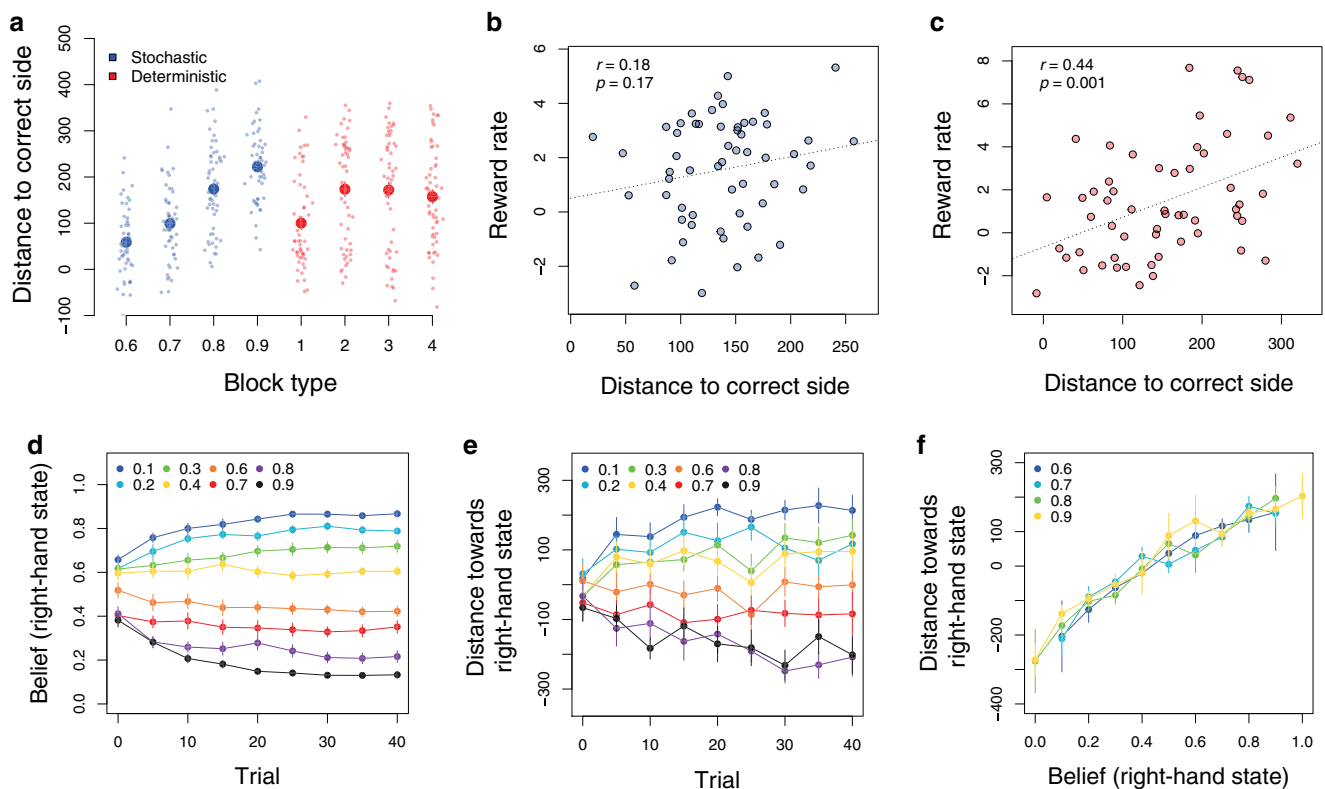 a
Distance to correct side
500
400
300
200
100
0
−100
Stochastic
Deterministic
0.6 0.7 0.8 0.9 1 2 3 4
Block type
b
Reward rate
6
4
2
0
−2
r = 0.18
p = 0.17
0 50 100 150 200 250
Distance to correct side
c
Reward rate
8
6
4
2
0
−2
r = 0.44
p = 0.001
0 100 200 300
Distance to correct side
d
Belief (right-hand state)
1.0
0.8
0.6
0.4
0.2
0.0
0.1 0.3 0.6 0.8
0.2 0.4 0.7 0.9
0 10 20 30 40
Trial
e
Distance towards
right-hand state
300
100
−100
−300
0.1 0.3 0.6 0.8
0.2 0.4 0.7 0.9
0 10 20 30 40
Trial
f
Distance towards
right-hand state
300
200
0
−200
−400
0.6
0.7
0.8
0.9
0.0 0.2 0.4 0.6 0.8 1.0
Belief (right-hand state)